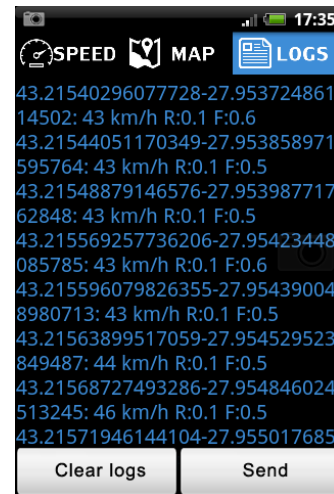 17:35
SPEED MAP LOGS
43.21540296077728-27.953724861
14502: 43 km/h R:0.1 F:0.6
43.21544051170349-27.953858971
595764: 43 km/h R:0.1 F:0.5
43.21548879146576-27.953987717
62848: 43 km/h R:0.1 F:0.5
43.215569257736206-27.95423448
085785: 43 km/h R:0.1 F:0.6
43.215596079826355-27.95439004
8980713: 43 km/h R:0.1 F:0.5
43.21563899517059-27.954529523
849487: 44 km/h R:0.1 F:0.5
43.21568727493286-27.954846024
513245: 46 km/h R:0.1 F:0.5
43.21571946144104-27.955017685
Clear logs Send